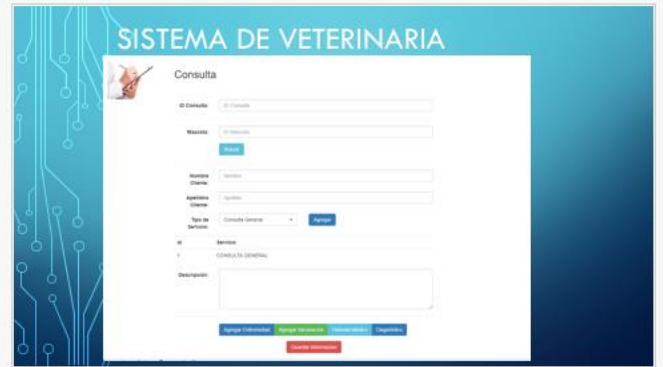 SISTEMA DE VETERINARIA
Consulta
ID Consulta:
ID Consulta
Mascota:
ID Mascota
Buscar
Nombre
Cliente:
Nombre
Apellidos
Cliente:
Apellido
Tipo de
Servicio:
Consulta General
Agregar
Id
Servicio
1
CONSULTA GENERAL
Descripción:
Agregar Enfermedad
Agregar Vacunación
Historial Médico
Diagnóstico
Guardar Información